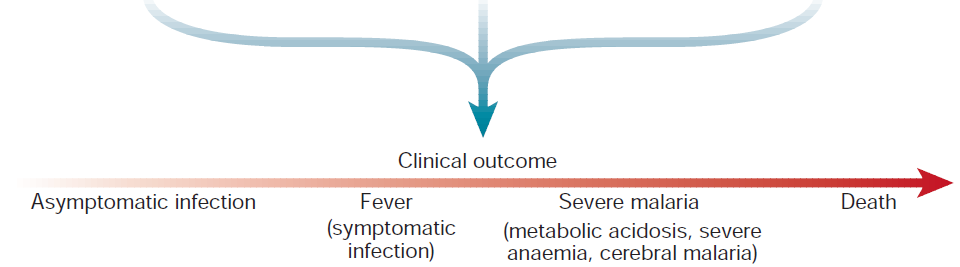 Clinical outcome
Asymptomatic infection
Fever
(symptomatic
infection)
Severe malaria
(metabolic acidosis, severe
anaemia, cerebral malaria)
Death